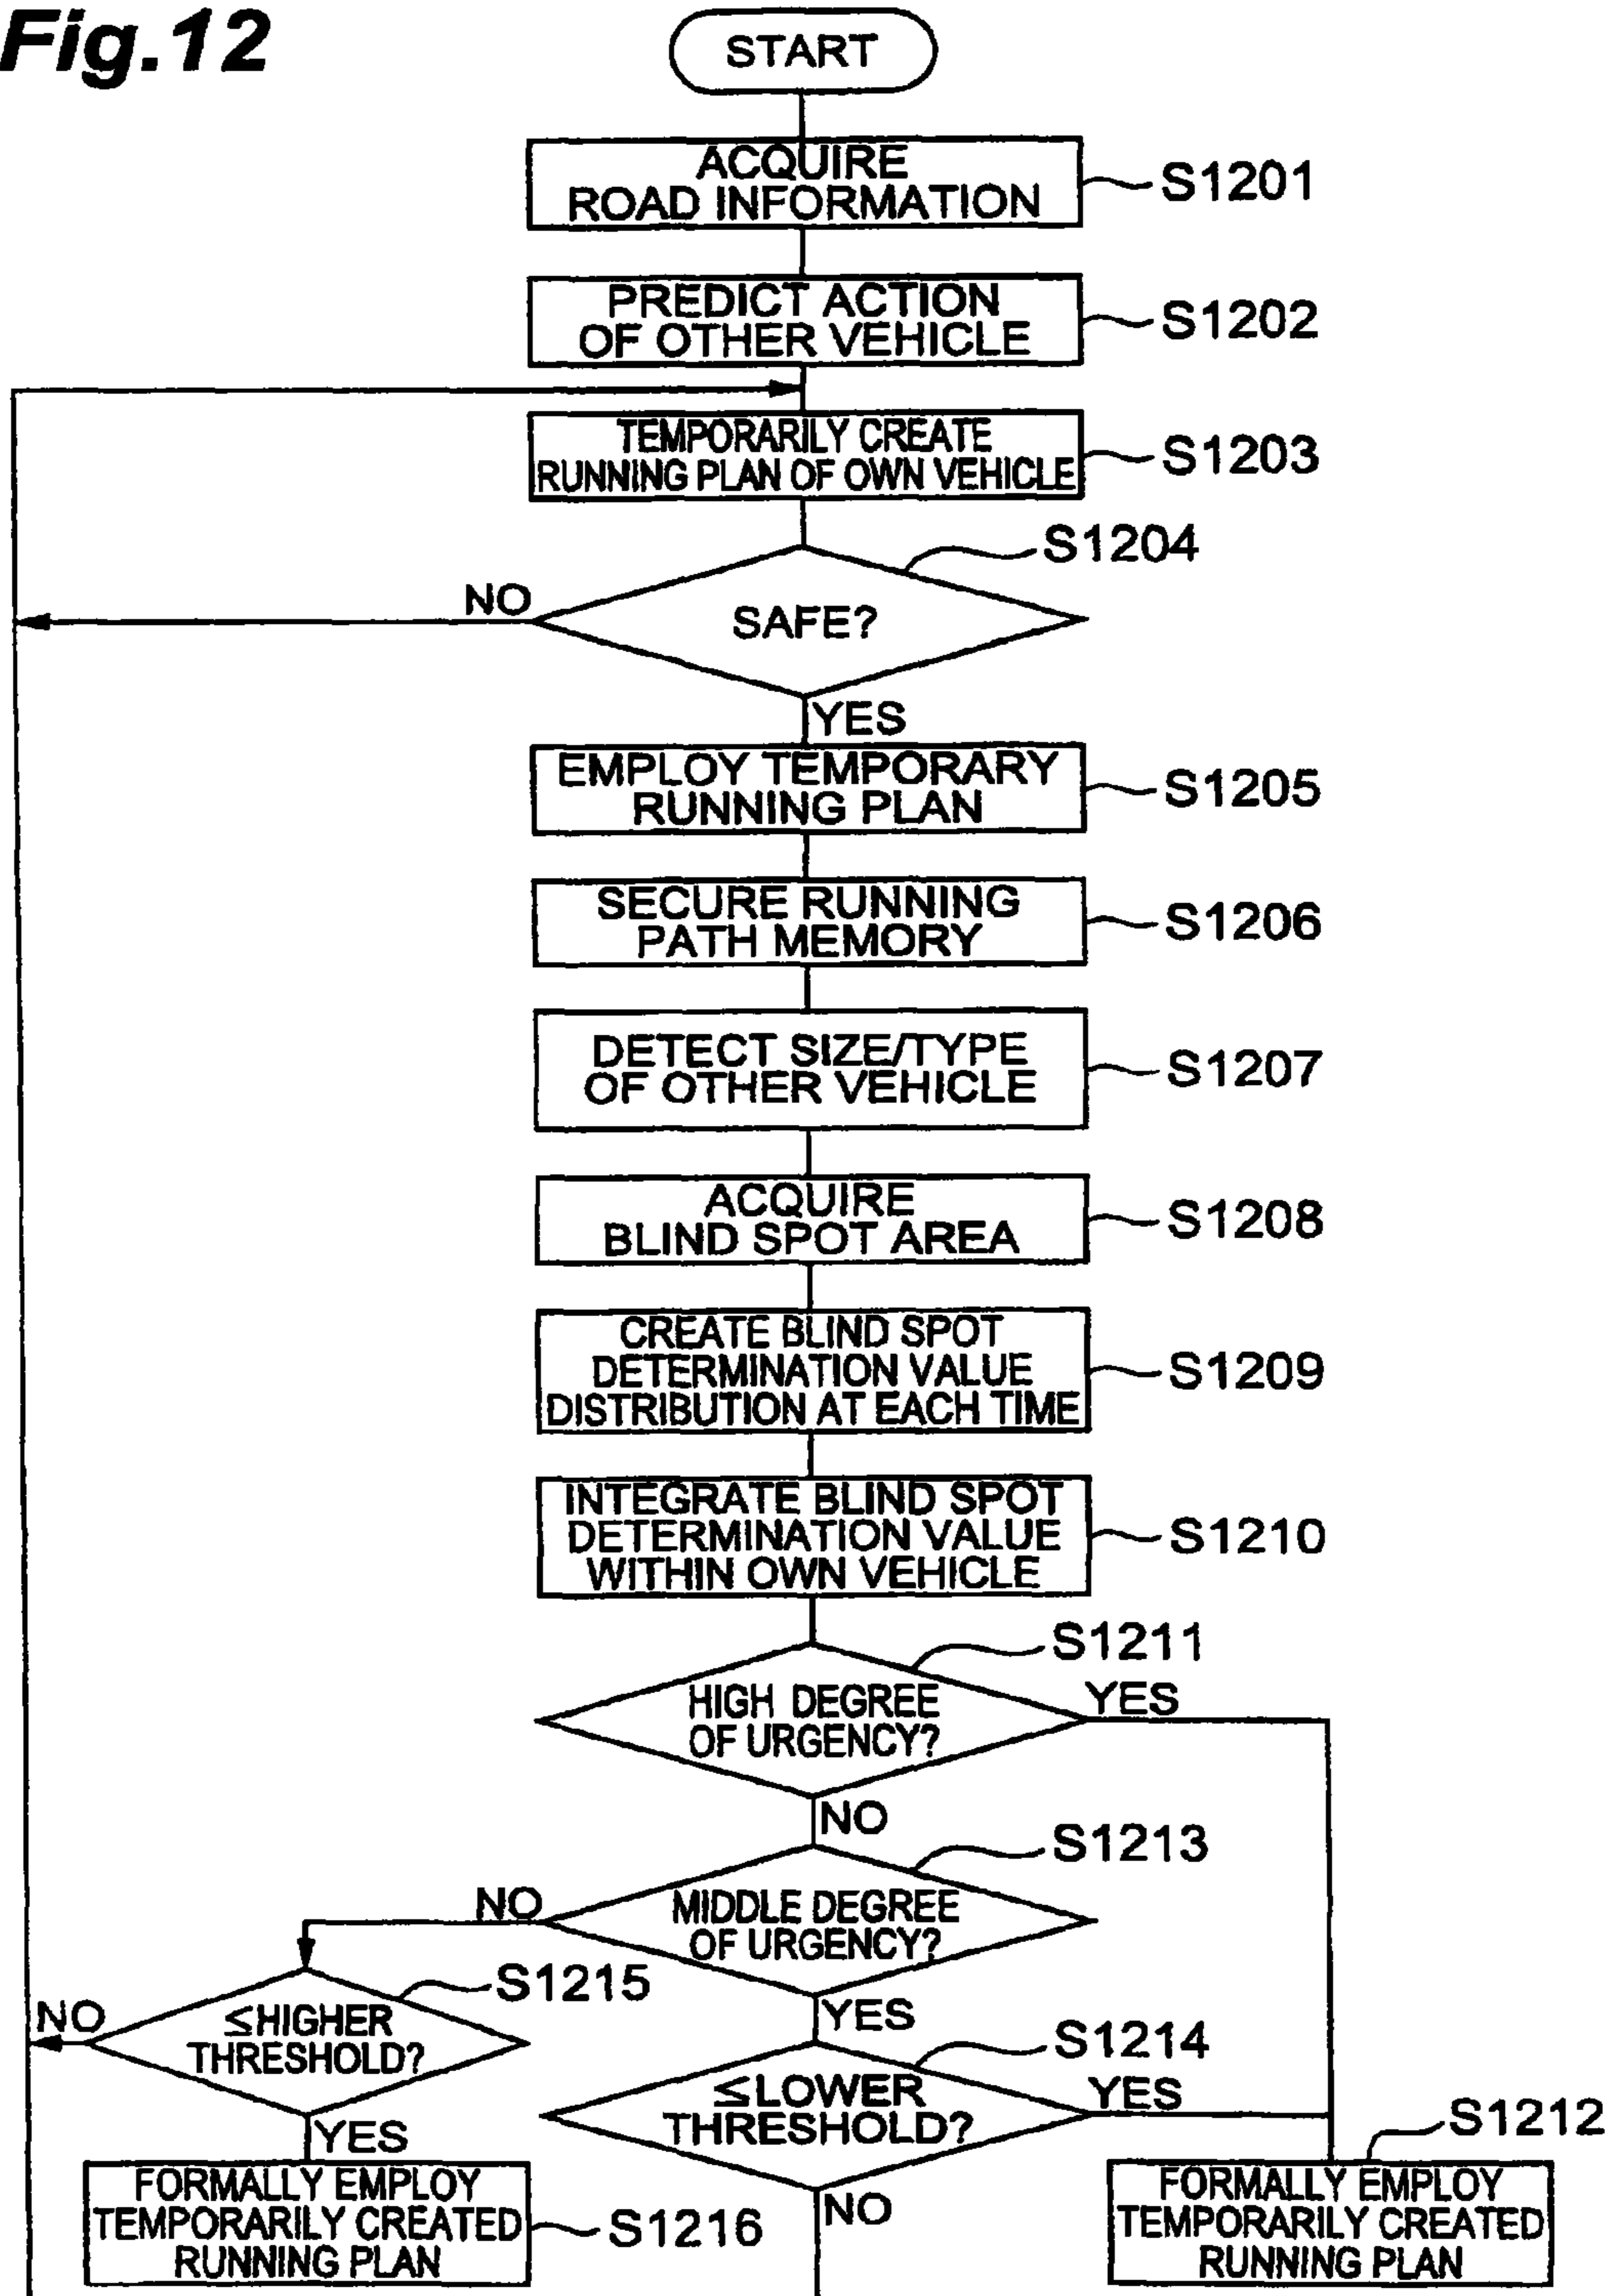 Fig.12
START
ACQUIRE
ROAD INFORMATION
S1201
PREDICT ACTION
OF OTHER VEHICLE
S1202
TEMPORARILY CREATE
RUNNING PLAN OF OWN VEHICLE
S1203
S1204
NO
SAFE?
YES
EMPLOY TEMPORARY
RUNNING PLAN
S1205
SECURE RUNNING
PATH MEMORY
S1206
DETECT SIZE/TYPE
OF OTHER VEHICLE
S1207
ACQUIRE
BLIND SPOT AREA
S1208
CREATE BLIND SPOT
DETERMINATION VALUE
DISTRIBUTION AT EACH TIME
S1209
INTEGRATE BLIND SPOT
DETERMINATION VALUE
WITHIN OWN VEHICLE
S1210
S1211
HIGH DEGREE
OF URGENCY?
YES
NO
S1213
NO
MIDDLE DEGREE
OF URGENCY?
YES
S1215
NO
≦HIGHER
THRESHOLD?
YES
S1214
≦LOWER
THRESHOLD?
YES
NO
S1212
FORMALLY EMPLOY
TEMPORARILY CREATED
RUNNING PLAN
S1216
FORMALLY EMPLOY
TEMPORARILY CREATED
RUNNING PLAN